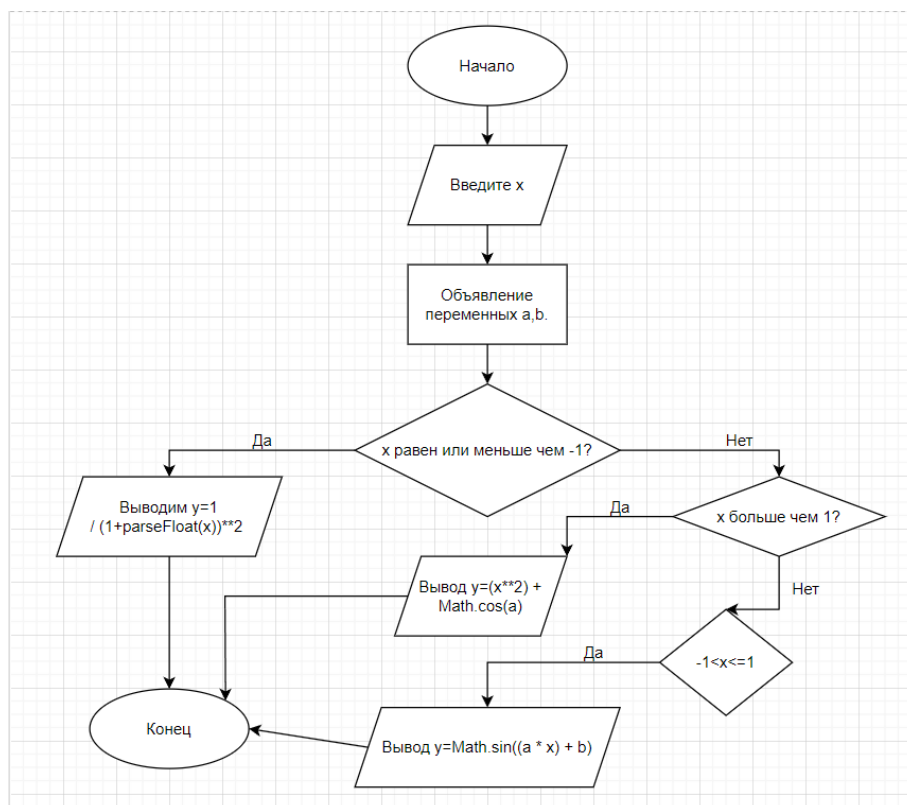 Начало
Введите x
Объявление
переменных a,b.
x равен или меньше чем -1?
Да
Нет
Выводим y=1
/ (1+parseFloat(x))**2
x больше чем 1?
Да
Вывод y=(x**2) +
Math.cos(a)
Нет
-1<x<=1
Да
Вывод y=Math.sin((a * x) + b)
Конец